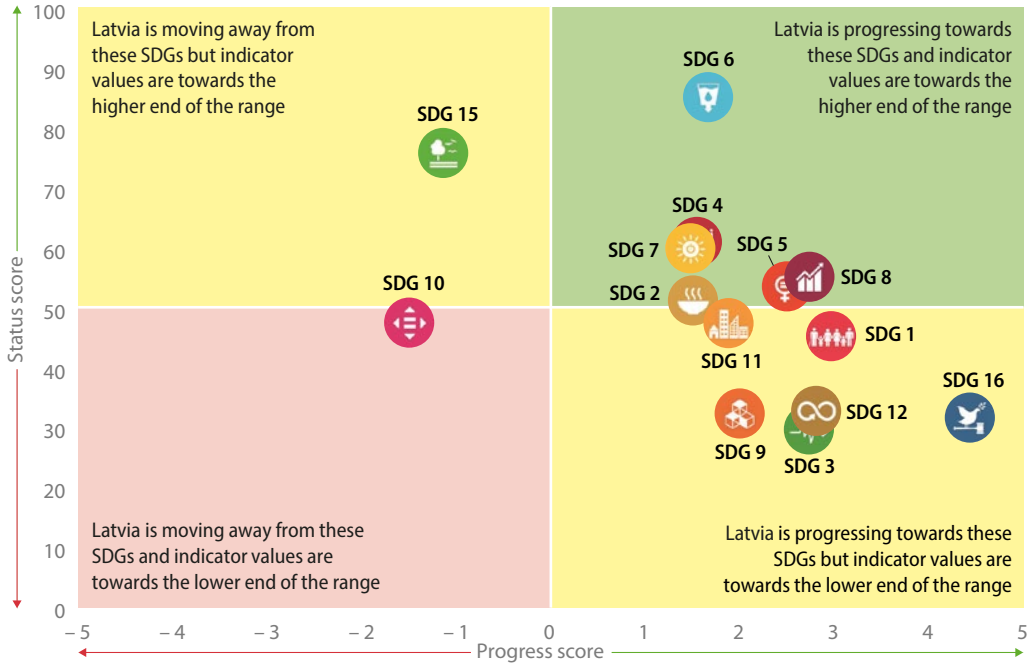 100
90
80
70
60
50
40
30
20
10
0
Status score
Latvia is moving away from
these SDGs but indicator
values are towards the
higher end of the range
Latvia is progressing towards
these SDGs and indicator
values are towards the
higher end of the range
SDG 6
SDG 15
SDG 4
SDG 7
SDG 5
SDG 8
SDG 2
SDG 10
SDG 11
SDG 1
SDG 16
SDG 12
SDG 9
SDG 3
Latvia is moving away from these
SDGs and indicator values are
towards the lower end of the range
Latvia is progressing towards these
SDGs but indicator values are
towards the lower end of the range
– 5
– 4
– 3
– 2
– 1
0
1
2
3
4
5
Progress score